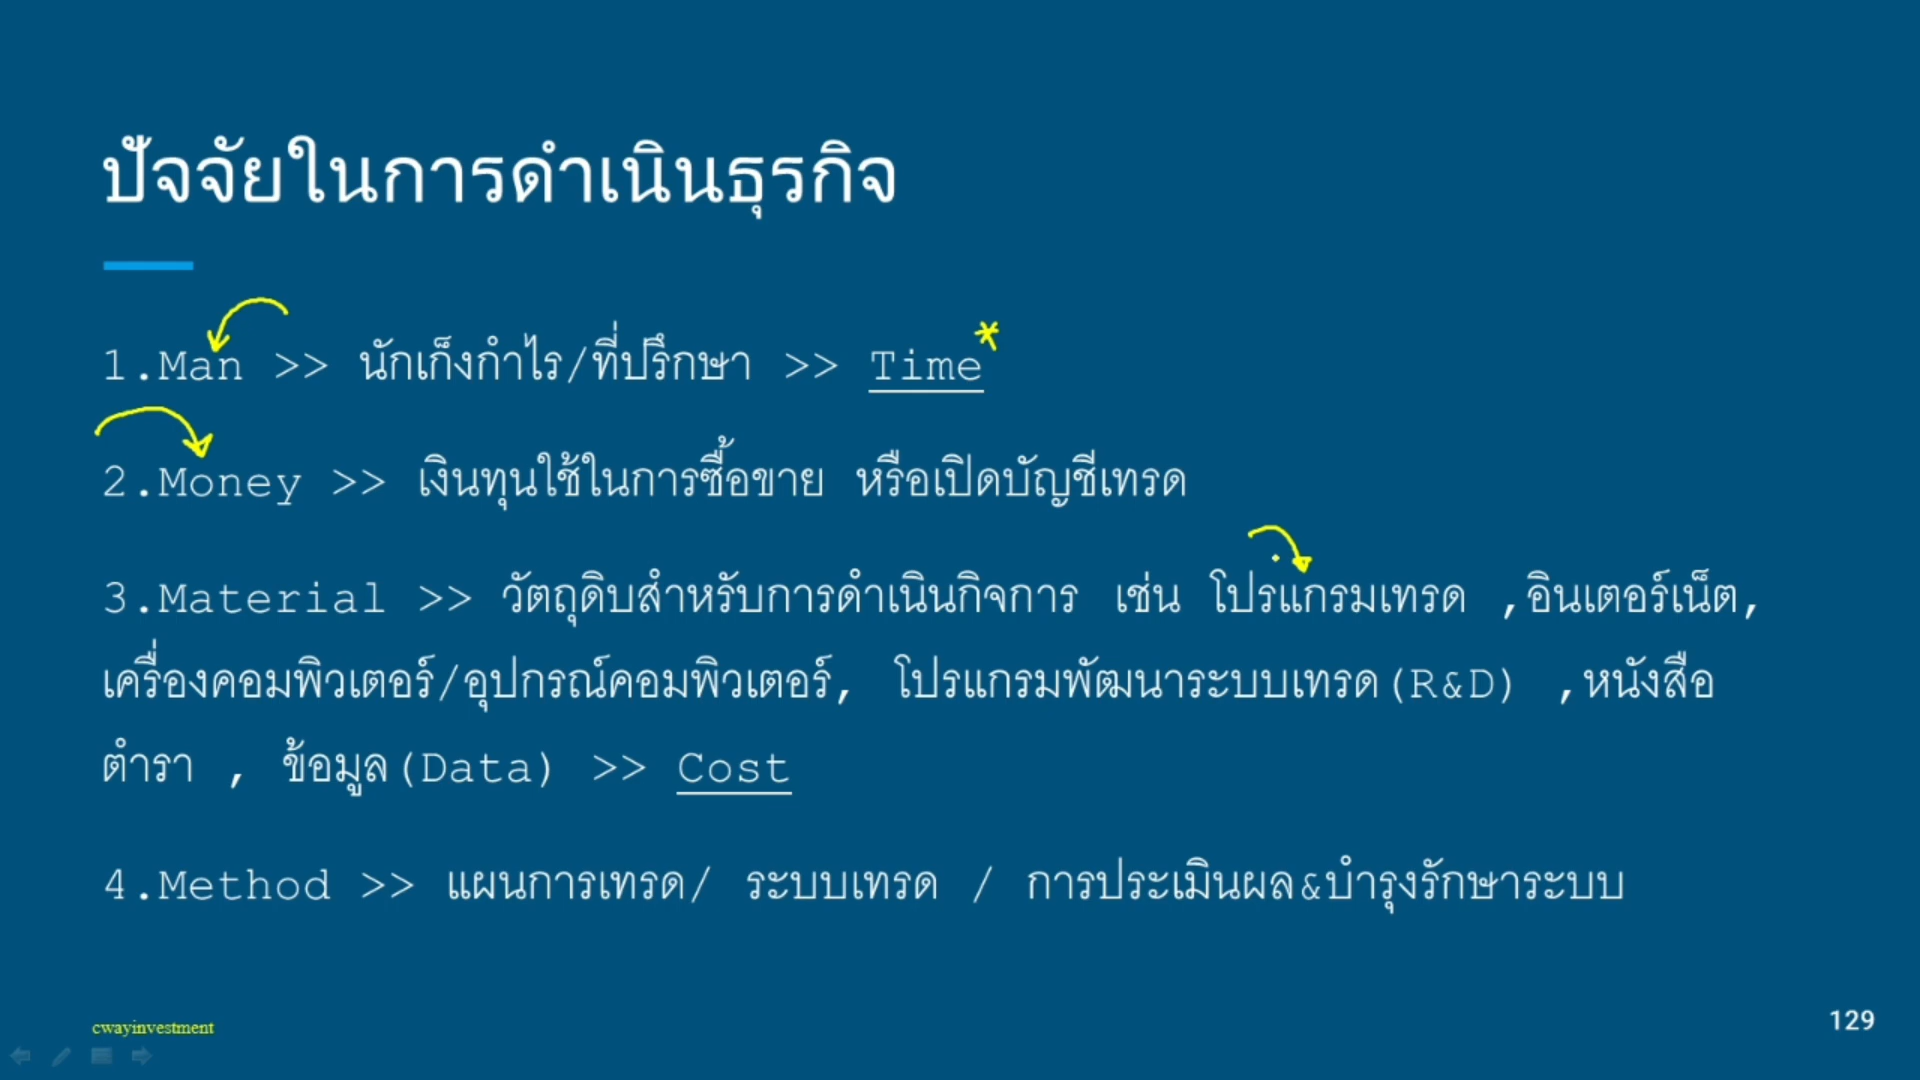 ปัจจัยในการดำเนินธุรกิจ
1.Man >> นักเก็งกำไร/ที่ปรึกษา >> Time*
2.Money >> เงินทุนใช้ในการซื้อขาย หรือเปิดบัญชีเทรด
3.Material >> วัตถุดิบสำหรับการดำเนินกิจการ เช่น โปรแกรมเทรด ,อินเตอร์เน็ต,
เครื่องคอมพิวเตอร์/อุปกรณ์คอมพิวเตอร์, โปรแกรมพัฒนาระบบเทรด(R&D) ,หนังสือ
ตำรา , ข้อมูล(Data) >> Cost
4.Method >> แผนการเทรด/ ระบบเทรด / การประเมินผล&บำรุงรักษาระบบ
cwayinvestment
129